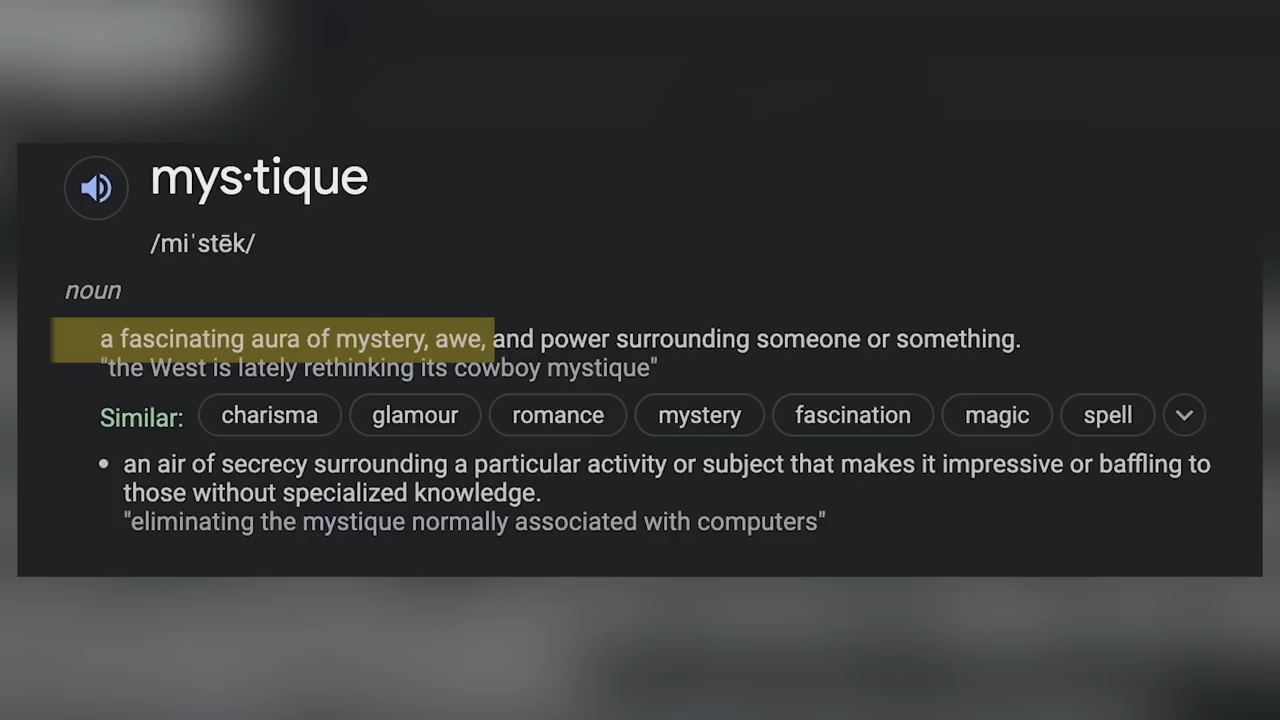 mys·tique
/miˈstēk/
noun
a fascinating aura of mystery, awe, and power surrounding someone or something.
"the West is lately rethinking its cowboy mystique"
Similar: charisma glamour romance mystery fascination magic spell
• an air of secrecy surrounding a particular activity or subject that makes it impressive or baffling to
those without specialized knowledge.
"eliminating the mystique normally associated with computers"